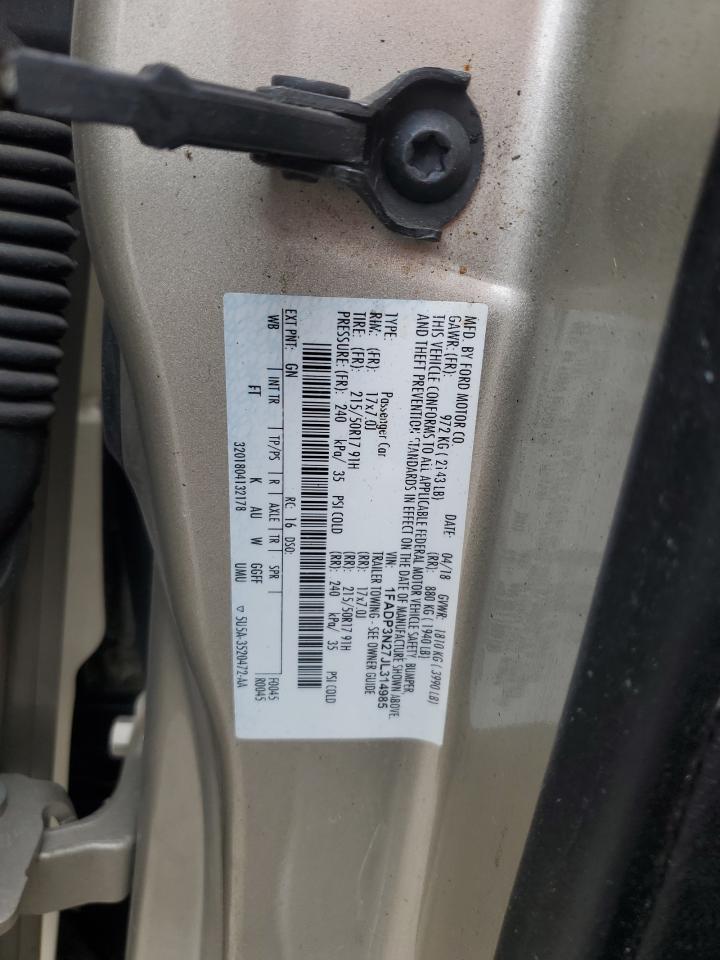 MFD. BY FORD MOTOR CO.
DATE: 04/18 GVWR: 1810 KG (3990 LB)
GAWR: (FR): 972 KG (2143 LB) (RR): 880 KG (1940 LB)
THIS VEHICLE CONFORMS TO ALL APPLICABLE FEDERAL MOTOR VEHICLE SAFETY, BUMPER,
AND THEFT PREVENTION STANDARDS IN EFFECT ON THE DATE OF MANUFACTURE SHOWN ABOVE.
VIN: 1FADP3N27JL314985
TYPE: Passenger Car TRAILER TOWING - SEE OWNER GUIDE
RIM: (FR): 17x7.0J (RR): 17x7.0J
TIRE: (FR): 215/50R17 91H (RR): 215/50R17 91H
PRESSURE: (FR): 240 kPa/ 35 PSI COLD (RR): 240 kPa/ 35 PSI COLD
EXT PNT: GN RC: 16 DSO:
F0045
R0045
WB INT TR TP/PS R AXLE TR SPR
FT K AU W GGFF
UMU
3201804132178 ▽ 5U5A-3520472-AA